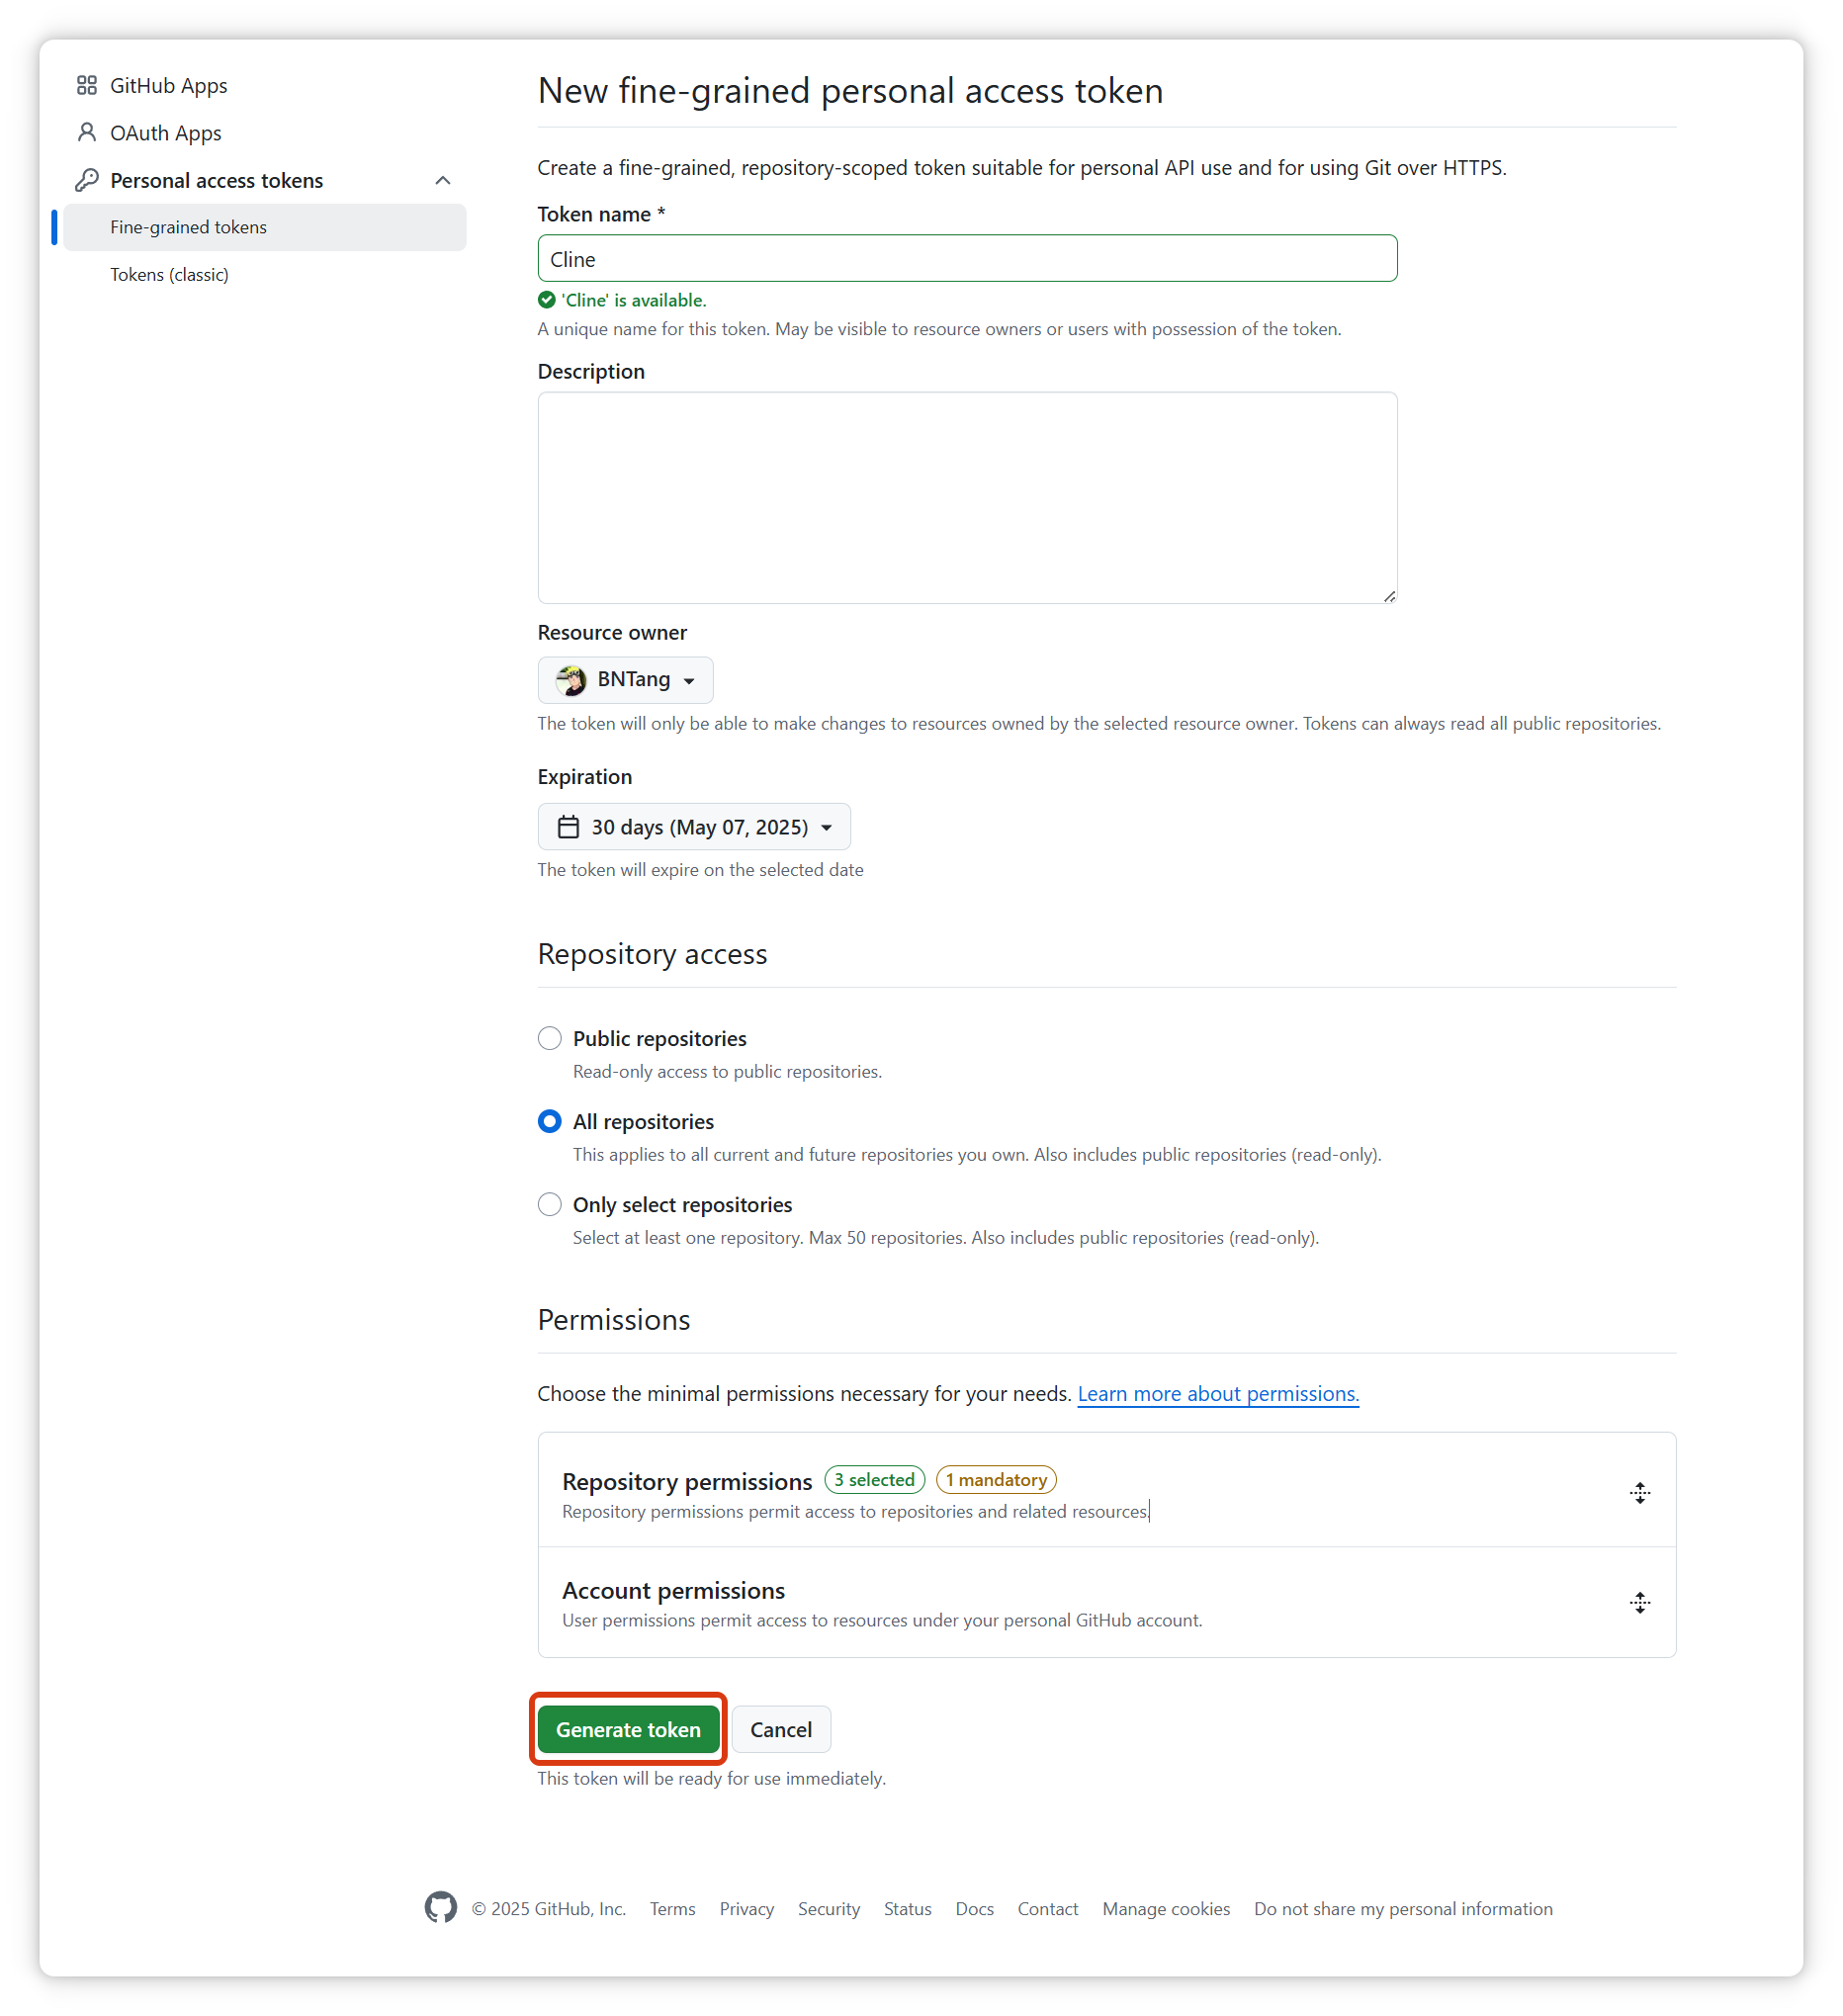 GitHub Apps
OAuth Apps
Personal access tokens
Fine-grained tokens
Tokens (classic)
New fine-grained personal access token
Create a fine-grained, repository-scoped token suitable for personal API use and for using Git over HTTPS.
Token name *
Cline
'Cline' is available.
A unique name for this token. May be visible to resource owners or users with possession of the token.
Description
Resource owner
BNTang
The token will only be able to make changes to resources owned by the selected resource owner. Tokens can always read all public repositories.
Expiration
30 days (May 07, 2025)
The token will expire on the selected date
Repository access
Public repositories
Read-only access to public repositories.
All repositories
This applies to all current and future repositories you own. Also includes public repositories (read-only).
Only select repositories
Select at least one repository. Max 50 repositories. Also includes public repositories (read-only).
Permissions
Choose the minimal permissions necessary for your needs. Learn more about permissions.
Repository permissions 3 selected 1 mandatory
Repository permissions permit access to repositories and related resources.
Account permissions
User permissions permit access to resources under your personal GitHub account.
Generate token Cancel
This token will be ready for use immediately.
© 2025 GitHub, Inc. Terms Privacy Security Status Docs Contact Manage cookies Do not share my personal information